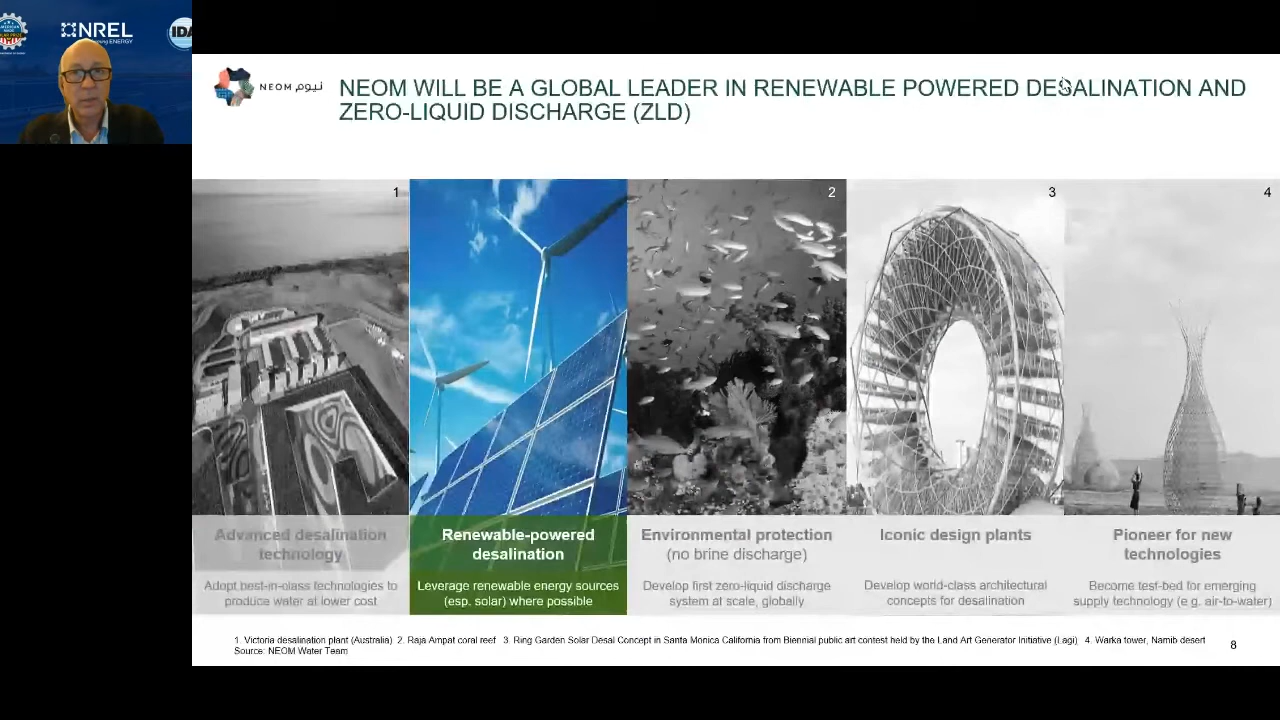 NREL
IDA
NEOM نيوم
NEOM WILL BE A GLOBAL LEADER IN RENEWABLE POWERED DESALINATION AND
ZERO-LIQUID DISCHARGE (ZLD)
1
2
3
4
Advanced desalination
technology
Adopt best-in-class technologies to
produce water at lower cost
Renewable-powered
desalination
Leverage renewable energy sources
(esp. solar) where possible
Environmental protection
(no brine discharge)
Develop first zero-liquid discharge
system at scale, globally
Iconic design plants
Develop world-class architectural
concepts for desalination
Pioneer for new
technologies
Become test-bed for emerging
supply technology (e.g. air-to-water)
1. Victoria desalination plant (Australia) 2. Raja Ampat coral reef 3. Ring Garden Solar Desal Concept in Santa Monica California from Biennial public art contest held by the Land Art Generator Initiative (Lagi) 4. Warka tower, Namib desert
Source: NEOM Water Team
8